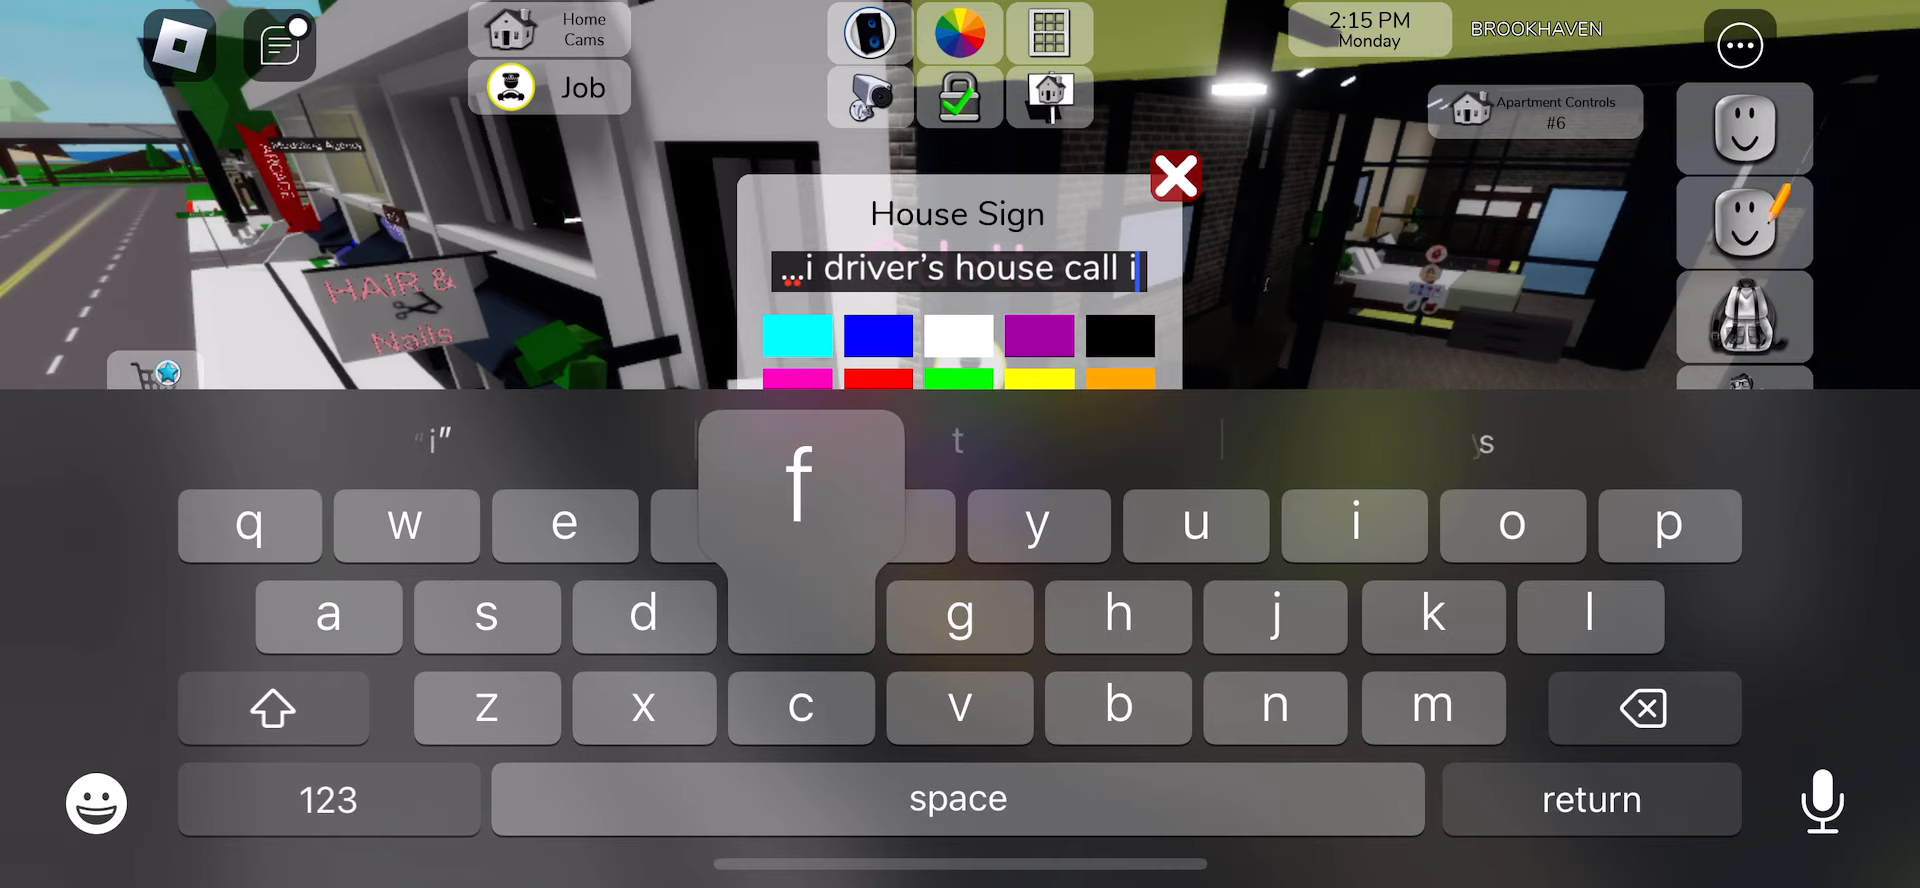 Home
Cams
Job
2:15 PM
Monday
BROOKHAVEN
Apartment Controls
#6
ARCADE
HAIR &
Nails
House Sign
...i driver’s house call i
“i” t s
f
q w e y u i o p
a s d g h j k l
z x c v b n m
123 space return